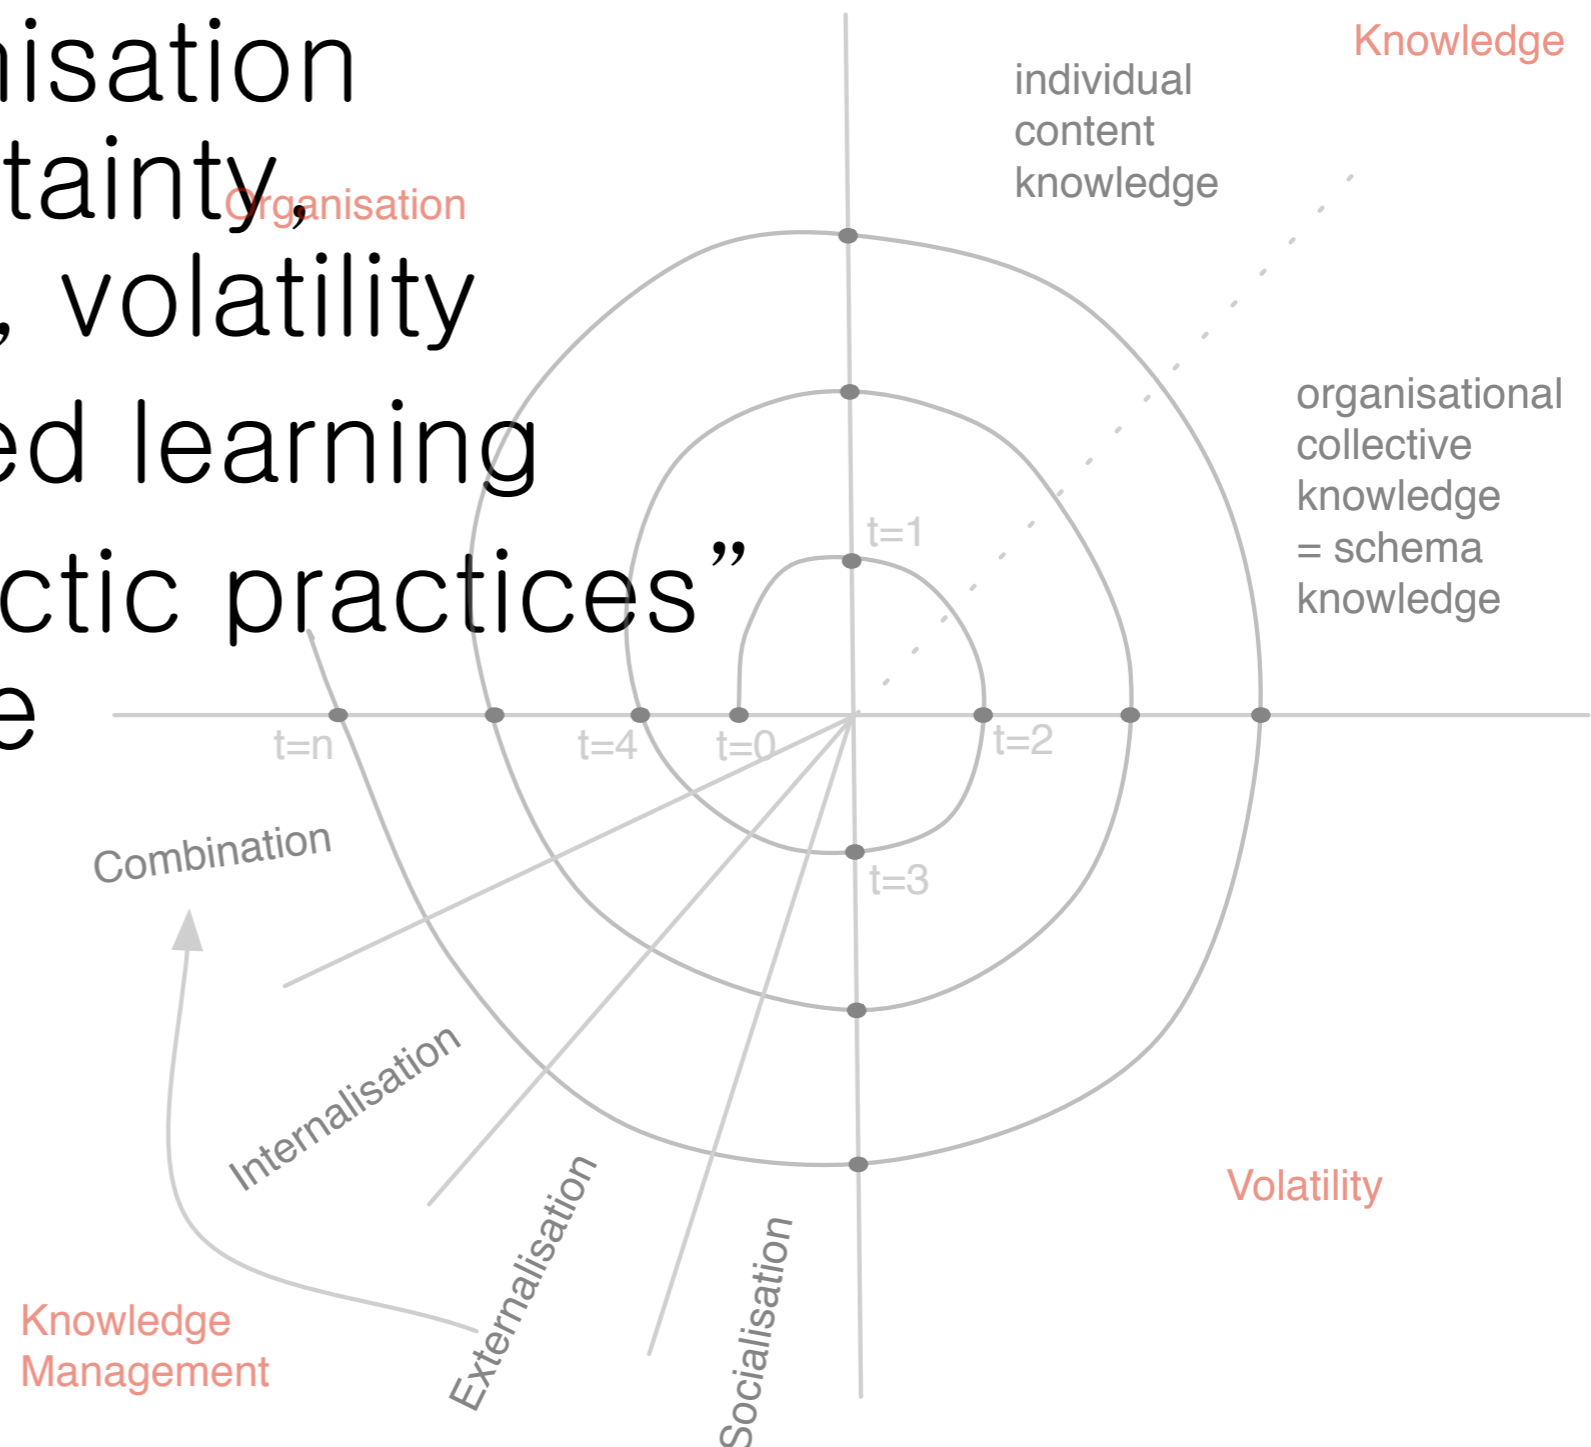 nisation
tainty,
, volatility
ed learning
ctic practices”
e
Organisation
Knowledge
individual
content
knowledge
organisational
collective
knowledge
= schema
knowledge
t=1
t=n
t=4
t=0
t=2
t=3
Combination
Internalisation
Externalisation
Socialisation
Volatility
Knowledge
Management